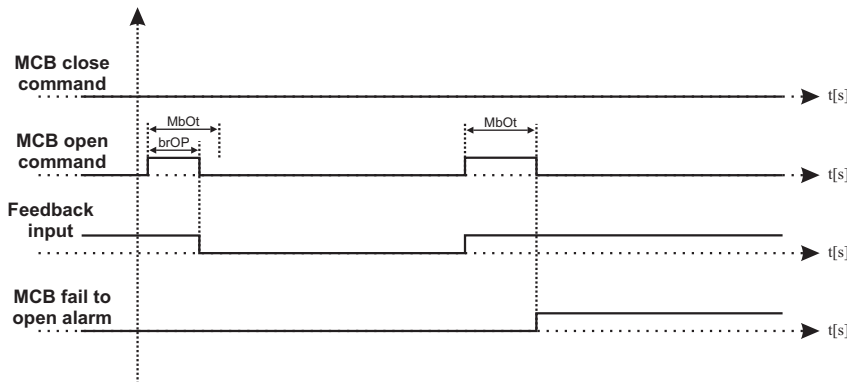 MCB close
command
t[s]
MbOt
MbOt
brOP
MCB open
command
t[s]
Feedback
input
t[s]
MCB fail to
open alarm
t[s]